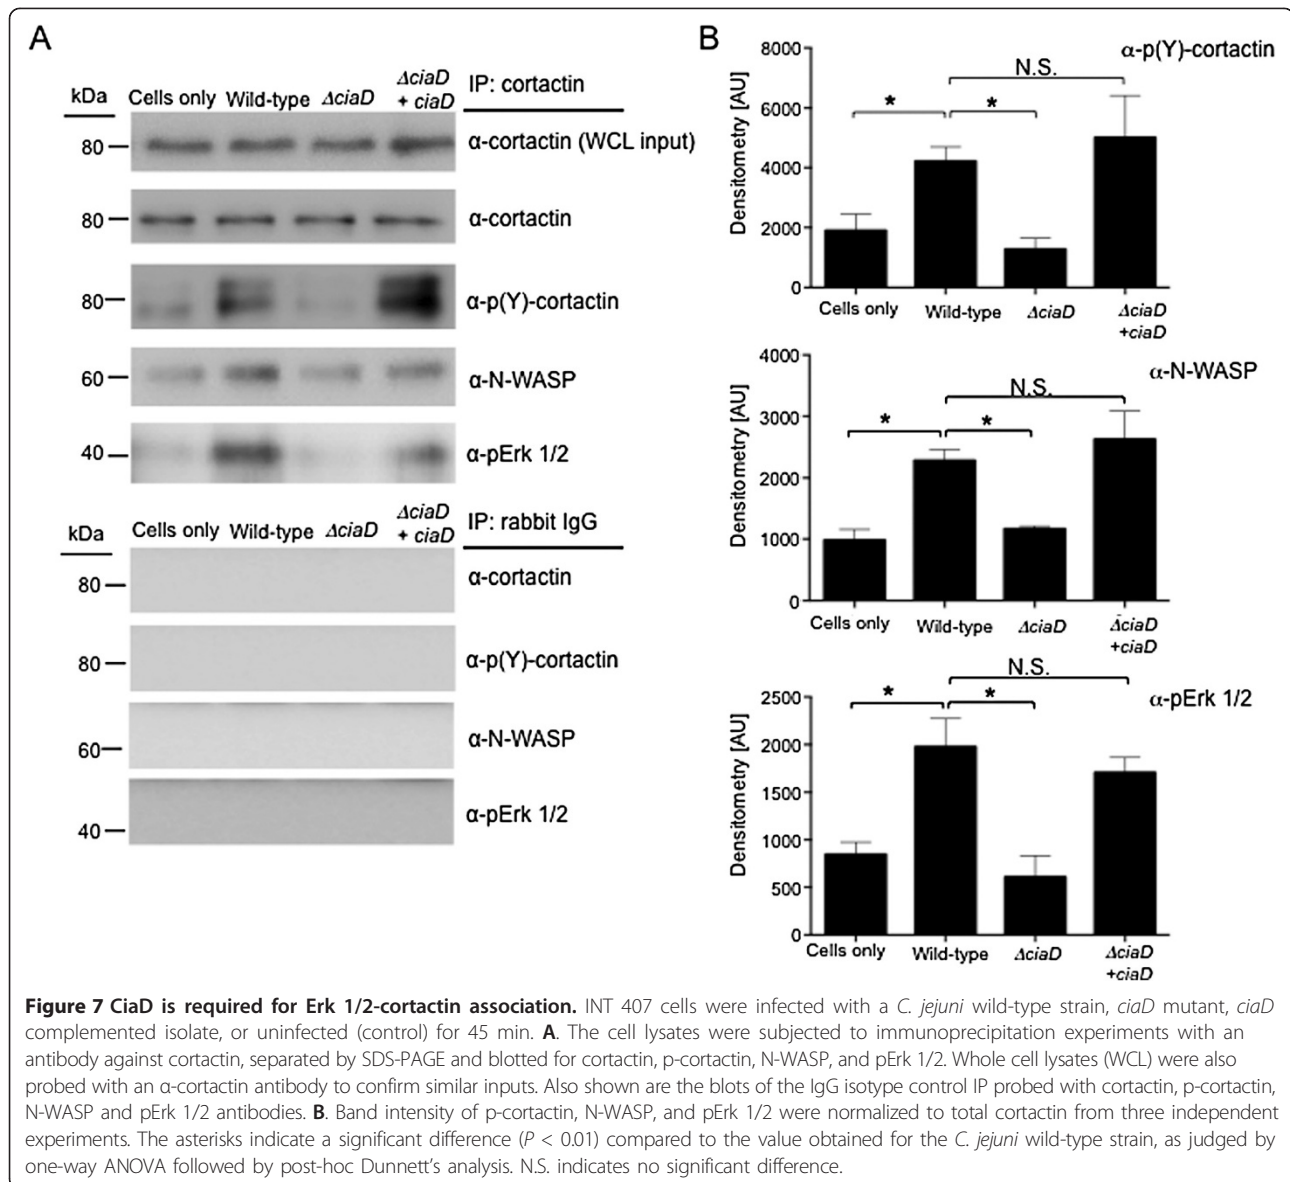 A
kDa
Cells only Wild-type ΔciaD ΔciaD + ciaD
IP: cortactin
80
α-cortactin (WCL input)
80
α-cortactin
80
α-p(Y)-cortactin
60
α-N-WASP
40
α-pErk 1/2
kDa
Cells only Wild-type ΔciaD ΔciaD + ciaD
IP: rabbit IgG
80
α-cortactin
80
α-p(Y)-cortactin
60
α-N-WASP
40
α-pErk 1/2
B
α-p(Y)-cortactin
Densitometry [AU]
8000
6000
4000
2000
0
* * N.S.
Cells only Wild-type ΔciaD ΔciaD +ciaD
α-N-WASP
Densitometry [AU]
4000
3000
2000
1000
0
* * N.S.
Cells only Wild-type ΔciaD ΔciaD +ciaD
α-pErk 1/2
Densitometry [AU]
2500
2000
1500
1000
500
0
* * N.S.
Cells only Wild-type ΔciaD ΔciaD +ciaD
Figure 7 CiaD is required for Erk 1/2-cortactin association. INT 407 cells were infected with a C. jejuni wild-type strain, ciaD mutant, ciaD
complemented isolate, or uninfected (control) for 45 min. A. The cell lysates were subjected to immunoprecipitation experiments with an
antibody against cortactin, separated by SDS-PAGE and blotted for cortactin, p-cortactin, N-WASP, and pErk 1/2. Whole cell lysates (WCL) were also
probed with an α-cortactin antibody to confirm similar inputs. Also shown are the blots of the IgG isotype control IP probed with cortactin, p-cortactin,
N-WASP and pErk 1/2 antibodies. B. Band intensity of p-cortactin, N-WASP, and pErk 1/2 were normalized to total cortactin from three independent
experiments. The asterisks indicate a significant difference (P < 0.01) compared to the value obtained for the C. jejuni wild-type strain, as judged by
one-way ANOVA followed by post-hoc Dunnett's analysis. N.S. indicates no significant difference.